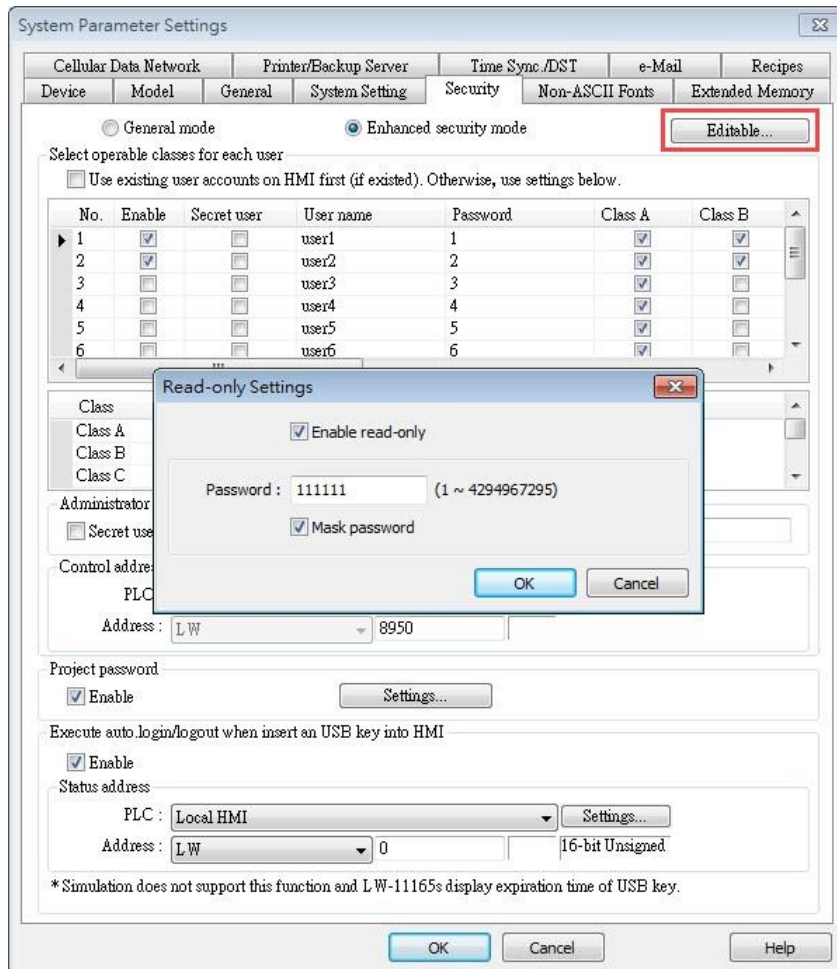 System Parameter Settings
Cellular Data Network Printer/Backup Server Time Sync./DST e-Mail Recipes
Device Model General System Setting Security Non-ASCII Fonts Extended Memory
General mode Enhanced security mode Editable...
Select operable classes for each user
Use existing user accounts on HMI first (if existed). Otherwise, use settings below.
No. Enable Secret user User name Password Class A Class B
1 user1 1
2 user2 2
3 user3 3
4 user4 4
5 user5 5
6 user6 6
Read-only Settings
Class
Enable read-only
Class A
Class B
Class C
Password : 111111 (1 ~ 4294967295)
Administrator
Secret use
Mask password
Control addre
PLC
OK Cancel
Address : LW 8950
Project password
Enable Settings...
Execute auto.login/logout when insert an USB key into HMI
Enable
Status address
PLC : Local HMI Settings...
Address : LW 0 16-bit Unsigned
* Simulation does not support this function and LW-11165s display expiration time of USB key.
OK Cancel Help